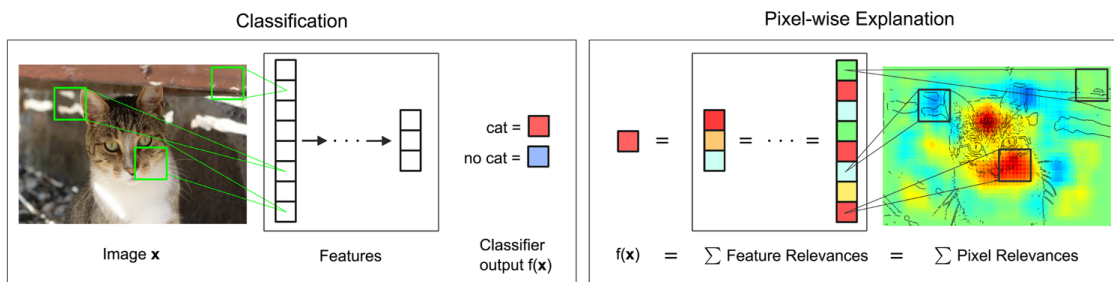 Classification
Pixel-wise Explanation
cat =
no cat =
Image x
Features
Classifier
output f(x)
= = · · · =
f(x) = ∑ Feature Relevances = ∑ Pixel Relevances